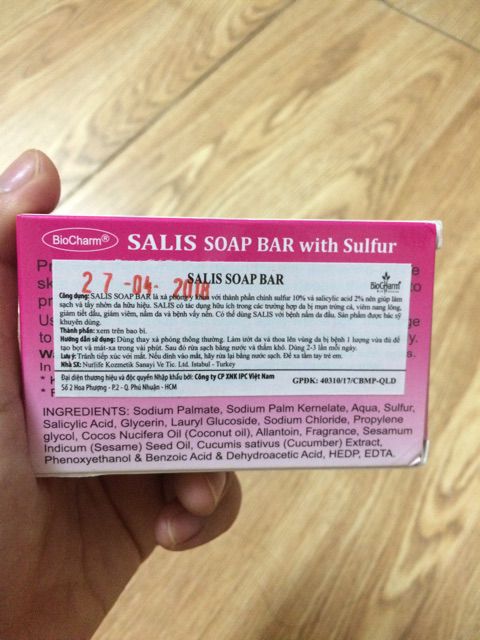 BioCharm®
SALIS SOAP BAR with Sulfur
27-04-2018
SALIS SOAP BAR
BioCharm
Công dụng: SALIS SOAP BAR là xà phòng y khoa với thành phần chính sulfur 10% và salicylic acid 2% nên giúp làm
sạch và tẩy nhờn da hữu hiệu. SALIS có tác dụng hữu ích trong các trường hợp da bị mụn trứng cá, viêm nang lông,
giảm tiết dầu, giảm viêm, nấm da và bệnh vẩy nến. Có thể dùng SALIS với bệnh nấm da đầu. Sản phẩm được bác sỹ
khuyên dùng.
Thành phần: xem trên bao bì.
Hướng dẫn sử dụng: Dùng thay xà phòng thông thường. Làm ướt da và thoa lên vùng da bị bệnh 1 lượng vừa đủ để
tạo bọt và mát-xa trong vài phút. Sau đó rửa sạch bằng nước và thấm khô. Dùng 2-3 lần mỗi ngày.
Lưu ý: Tránh tiếp xúc với mắt. Nếu dính vào mắt, hãy rửa lại bằng nước sạch. Để xa tầm tay trẻ em.
Nhà SX: Nurlife Kozmetik Sanayi Ve Tic. Ltd. Istabul - Turkey
Đại diện thương hiệu và độc quyền Nhập khẩu bởi: Công ty CP XNK IPC Việt Nam
Số 2 Hoa Phượng - P.2 - Q. Phú Nhuận - HCM
GPĐK: 40310/17/CBMP-QLD
INGREDIENTS: Sodium Palmate, Sodium Palm Kernelate, Aqua, Sulfur,
Salicylic Acid, Glycerin, Lauryl Glucoside, Sodium Chloride, Propylene
glycol, Cocos Nucifera Oil (Coconut oil), Allantoin, Fragrance, Sesamum
Indicum (Sesame) Seed Oil, Cucumis sativus (Cucumber) Extract,
Phenoxyethanol & Benzoic Acid & Dehydroacetic Acid, HEDP, EDTA.